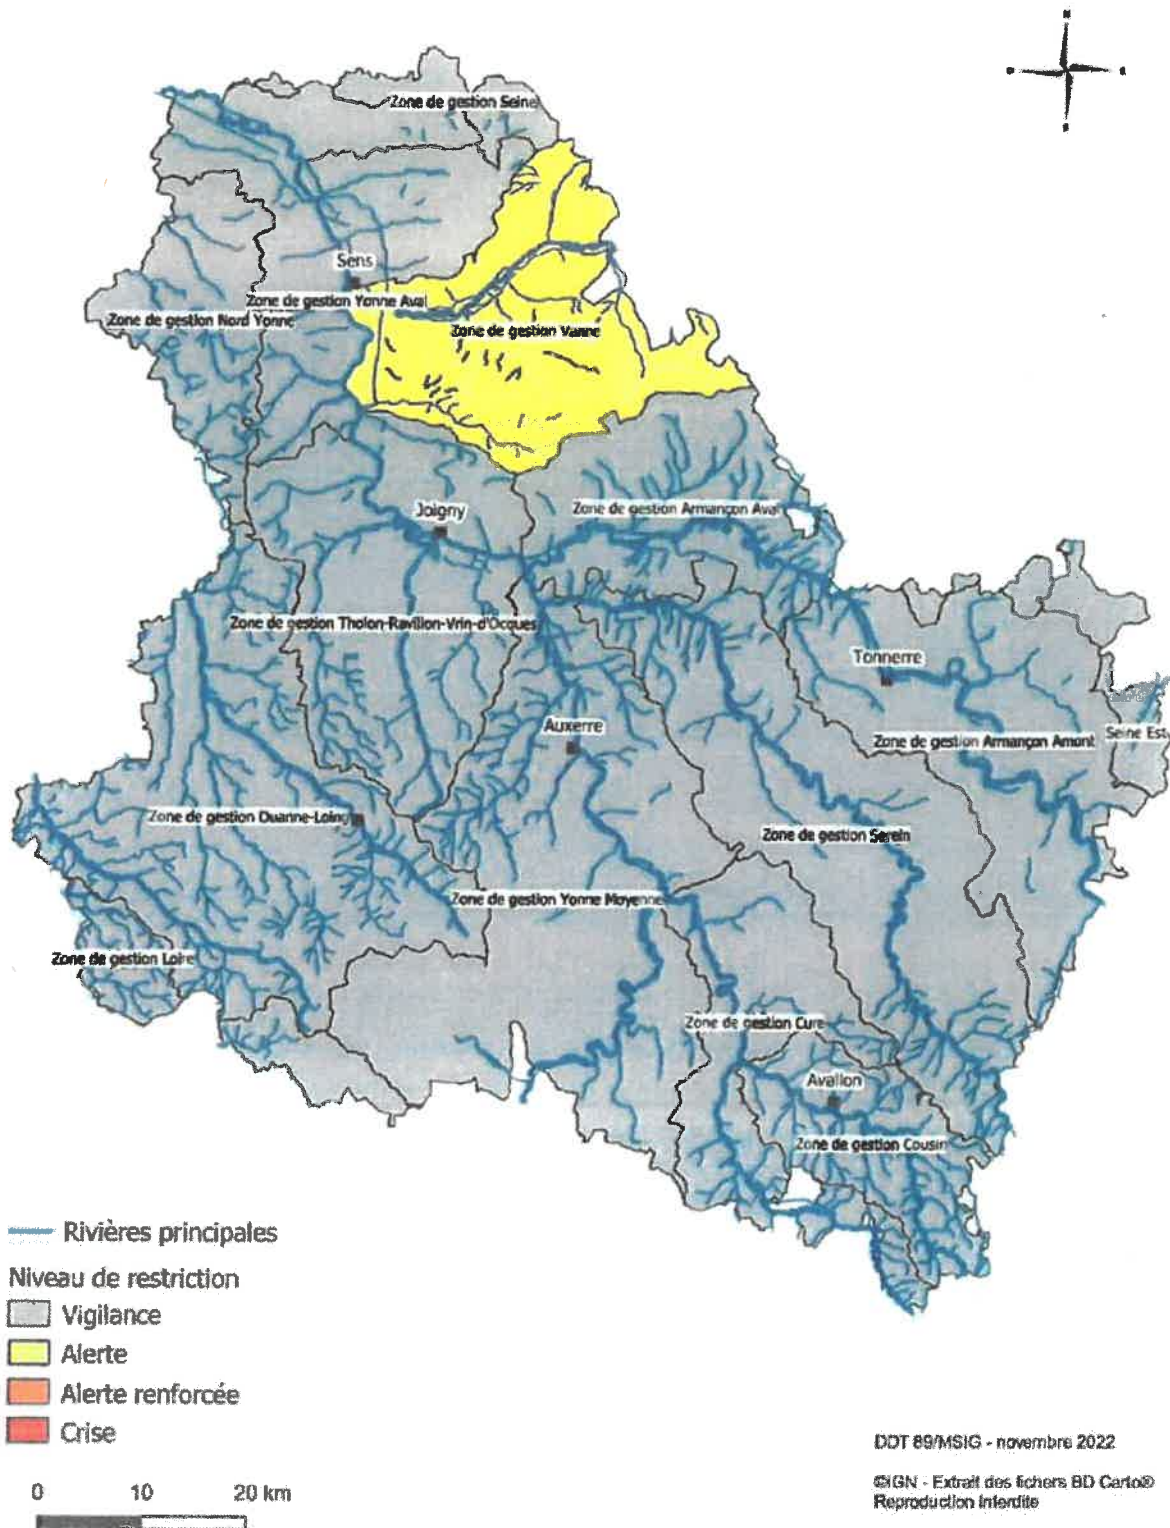 Zone de gestion Seine
Sens
Zone de gestion Yonne Aval
Zone de gestion Nord Yonne
Zone de gestion Vanne
Zone de gestion Armançon Aval
Joigny
Zone de gestion Tholon-Ravillon-Vrin-d'Ocques
Tonnerre
Auxerre
Zone de gestion Armançon Amont
Seine Est
Zone de gestion Ouanne-Loing
Zone de gestion Serein
Zone de gestion Yonne Moyenne
Zone de gestion Loire
Zone de gestion Cure
Avallon
Zone de gestion Cousin
Rivières principales
Niveau de restriction
Vigilance
Alerte
Alerte renforcée
Crise
0 10 20 km
DDT 89/MSIG - novembre 2022
©IGN - Extrait des fichers BD Carto®
Reproduction Interdite